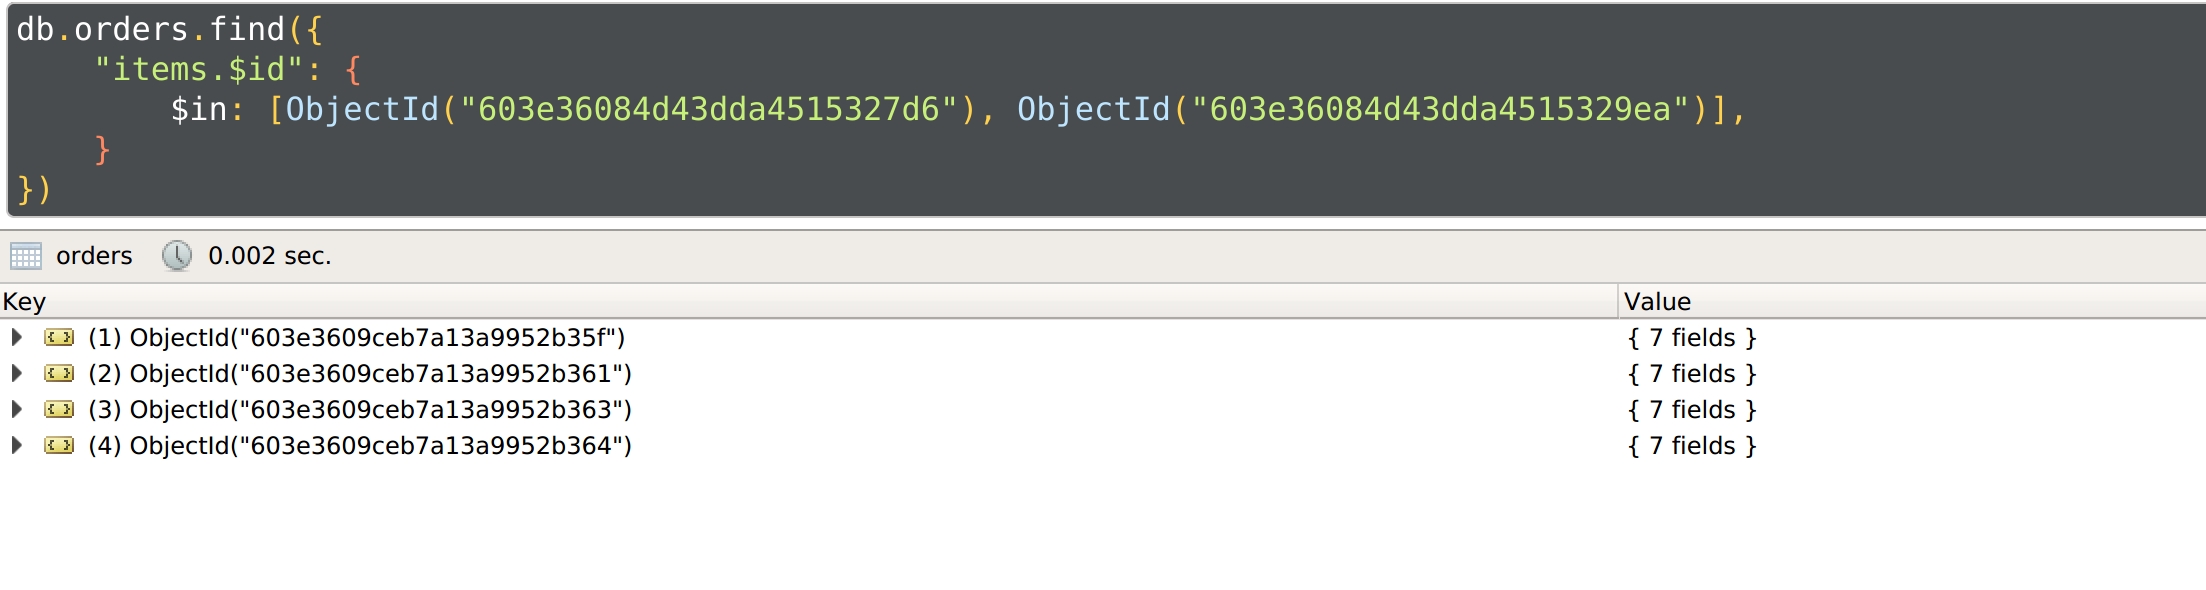 db.orders.find({
    "items.$id": {
        $in: [ObjectId("603e36084d43dda4515327d6"), ObjectId("603e36084d43dda4515329ea")],
    }
})
orders 0.002 sec.
Key Value
(1) ObjectId("603e3609ceb7a13a9952b35f") { 7 fields }
(2) ObjectId("603e3609ceb7a13a9952b361") { 7 fields }
(3) ObjectId("603e3609ceb7a13a9952b363") { 7 fields }
(4) ObjectId("603e3609ceb7a13a9952b364") { 7 fields }